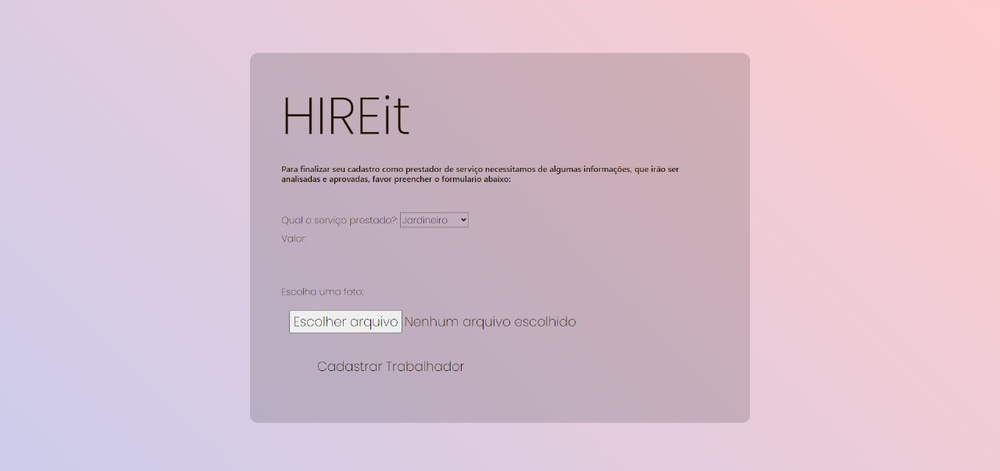 HIREit
Para finalizar seu cadastro como prestador de serviço necessitamos de algumas informações, que irão ser
analisadas e aprovadas, favor preencher o formulario abaixo:
Qual o serviço prestado?: Jardineiro
Valor:
Escolha uma foto:
Escolher arquivo Nenhum arquivo escolhido
Cadastrar Trabalhador